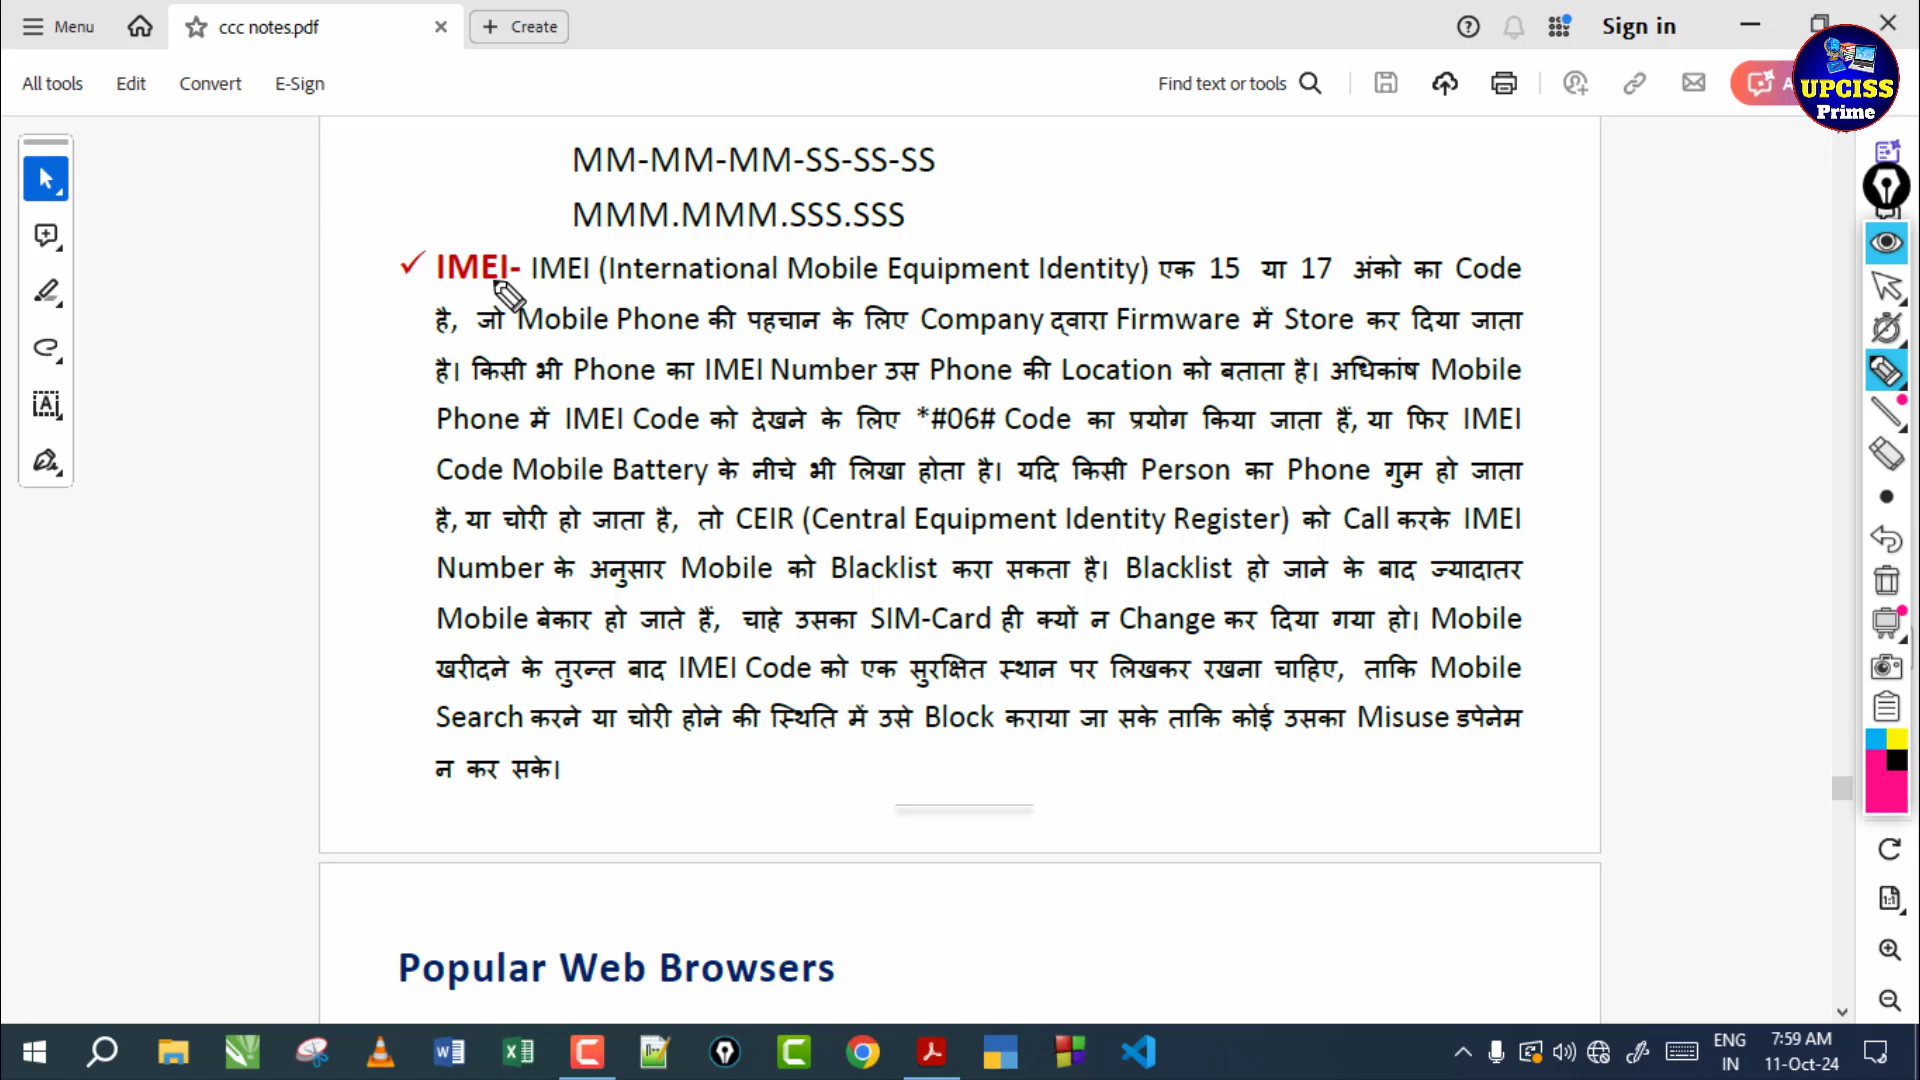 Menu
ccc notes.pdf
Create
Sign in
All tools
Edit
Convert
E-Sign
Find text or tools
UPCISS
Prime
MM-MM-MM-SS-SS-SS
MMM.MMM.SSS.SSS
✓ IMEI- IMEI (International Mobile Equipment Identity) एक 15 या 17 अंको का Code
है, जो Mobile Phone की पहचान के लिए Company द्वारा Firmware में Store कर दिया जाता
है। किसी भी Phone का IMEI Number उस Phone की Location को बताता है। अधिकांष Mobile
Phone में IMEI Code को देखने के लिए *#06# Code का प्रयोग किया जाता हैं, या फिर IMEI
Code Mobile Battery के नीचे भी लिखा होता है। यदि किसी Person का Phone गुम हो जाता
है, या चोरी हो जाता है, तो CEIR (Central Equipment Identity Register) को Call करके IMEI
Number के अनुसार Mobile को Blacklist करा सकता है। Blacklist हो जाने के बाद ज्यादातर
Mobile बेकार हो जाते हैं, चाहे उसका SIM-Card ही क्यों न Change कर दिया गया हो। Mobile
खरीदने के तुरन्त बाद IMEI Code को एक सुरक्षित स्थान पर लिखकर रखना चाहिए, ताकि Mobile
Search करने या चोरी होने की स्थिति में उसे Block कराया जा सके ताकि कोई उसका Misuse डपेनेम
न कर सके।
Popular Web Browsers
ENG
IN
7:59 AM
11-Oct-24